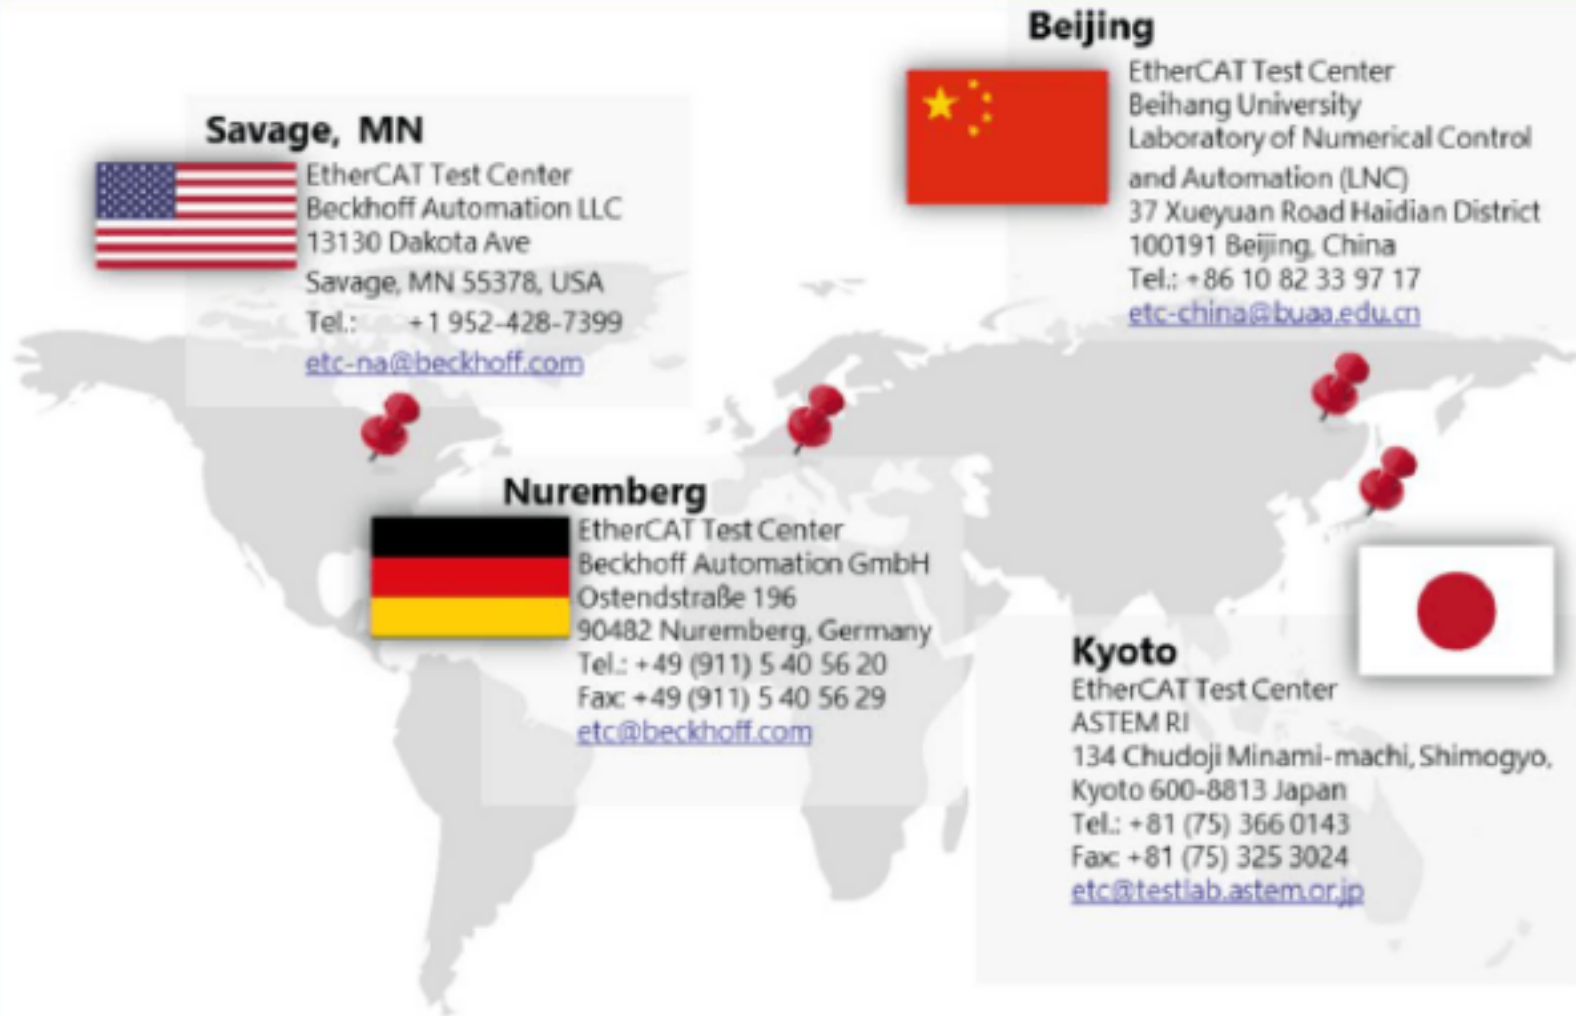 Savage, MN
EtherCAT Test Center
Beckhoff Automation LLC
13130 Dakota Ave
Savage, MN 55378, USA
Tel.: +1 952-428-7399
etc-na@beckhoff.com
Nuremberg
EtherCAT Test Center
Beckhoff Automation GmbH
Ostendstraße 196
90482 Nuremberg, Germany
Tel.: +49 (911) 5 40 56 20
Fax: +49 (911) 5 40 56 29
etc@beckhoff.com
Beijing
EtherCAT Test Center
Beihang University
Laboratory of Numerical Control
and Automation (LNC)
37 Xueyuan Road Haidian District
100191 Beijing, China
Tel.: +86 10 82 33 97 17
etc-china@buaa.edu.cn
Kyoto
EtherCAT Test Center
ASTEM RI
134 Chudoji Minami-machi, Shimogyo,
Kyoto 600-8813 Japan
Tel.: +81 (75) 366 0143
Fax: +81 (75) 325 3024
etc@testlab.astem.or.jp